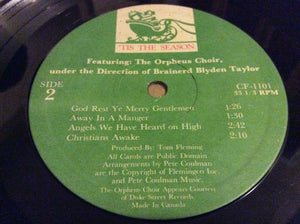 'TIS THE SEASON
Featuring: The Orpheus Choir,
under the Direction of Brainerd Blyden Taylor
SIDE
2
CF-1101
33 1/3 RPM
God Rest Ye Merry Gentlemen 1:26
Away In A Manger 1:30
Angels We Have Heard on High 2:42
Christians Awake 2:10
Produced By: Tom Fleming
All Carols are Public Domain
Arrangements by Pete Coulman
are the Copyright of Flemingo Inc.
and Pete Coulman Music.
The Orpheus Choir Appears Courtesy
of Duke Street Records
Made in Canada